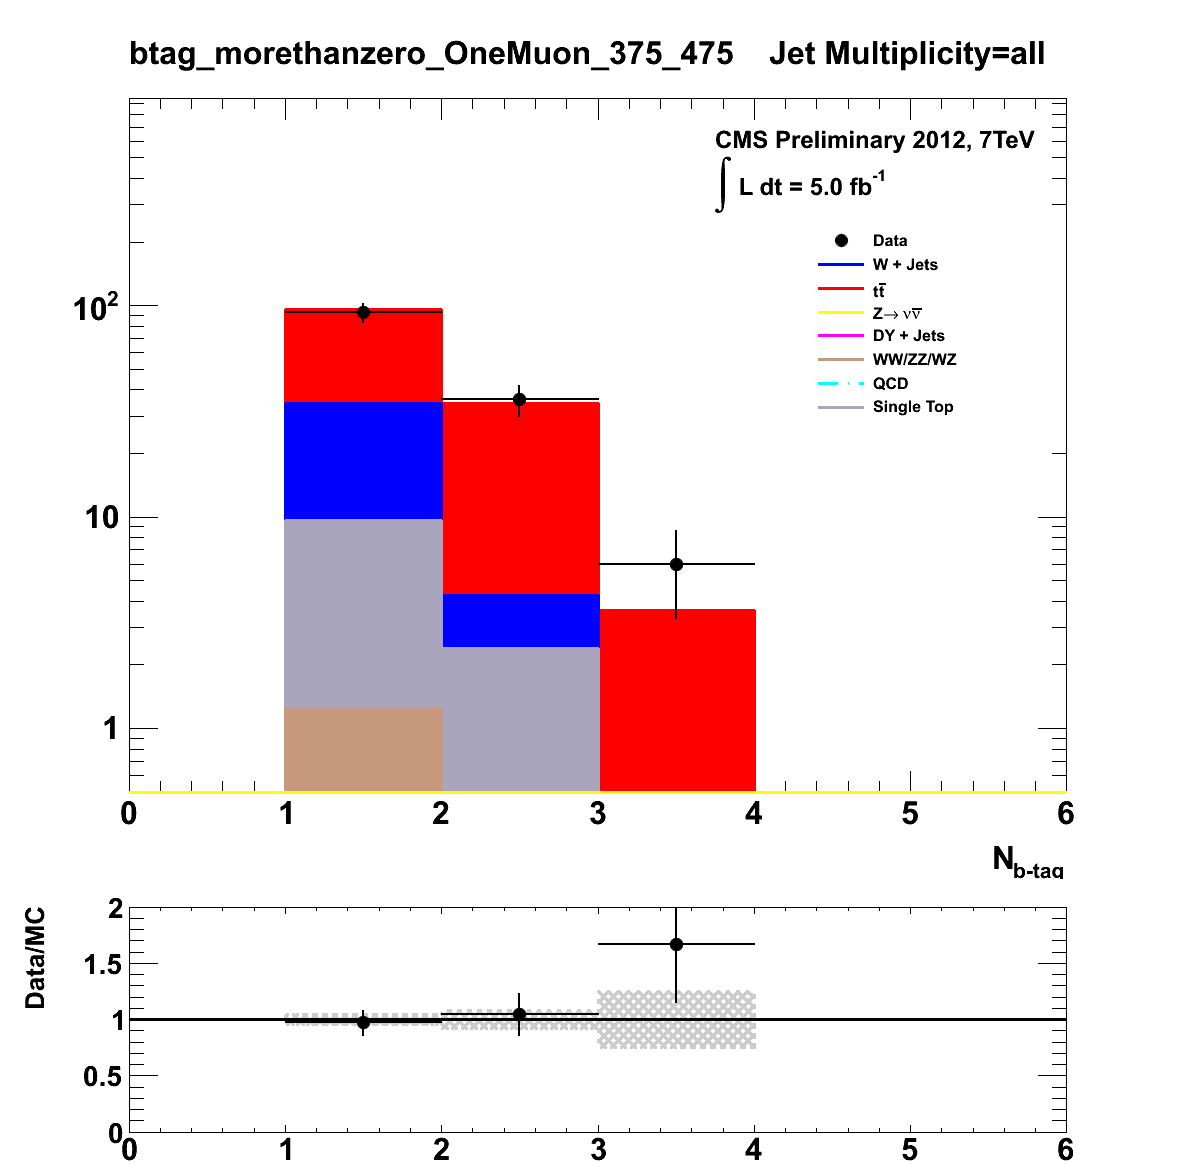 btag_morethanzero_OneMuon_375_475 Jet Multiplicity=all
CMS Preliminary 2012, 7TeV
∫ L dt = 5.0 fb⁻¹
Data
W + Jets
tt̅
Z→ νν̅
DY + Jets
WW/ZZ/WZ
QCD
Single Top
10²
10
1
0 1 2 3 4 5 6
N_b-tag
Data/MC
2
1.5
1
0.5
0
0 1 2 3 4 5 6